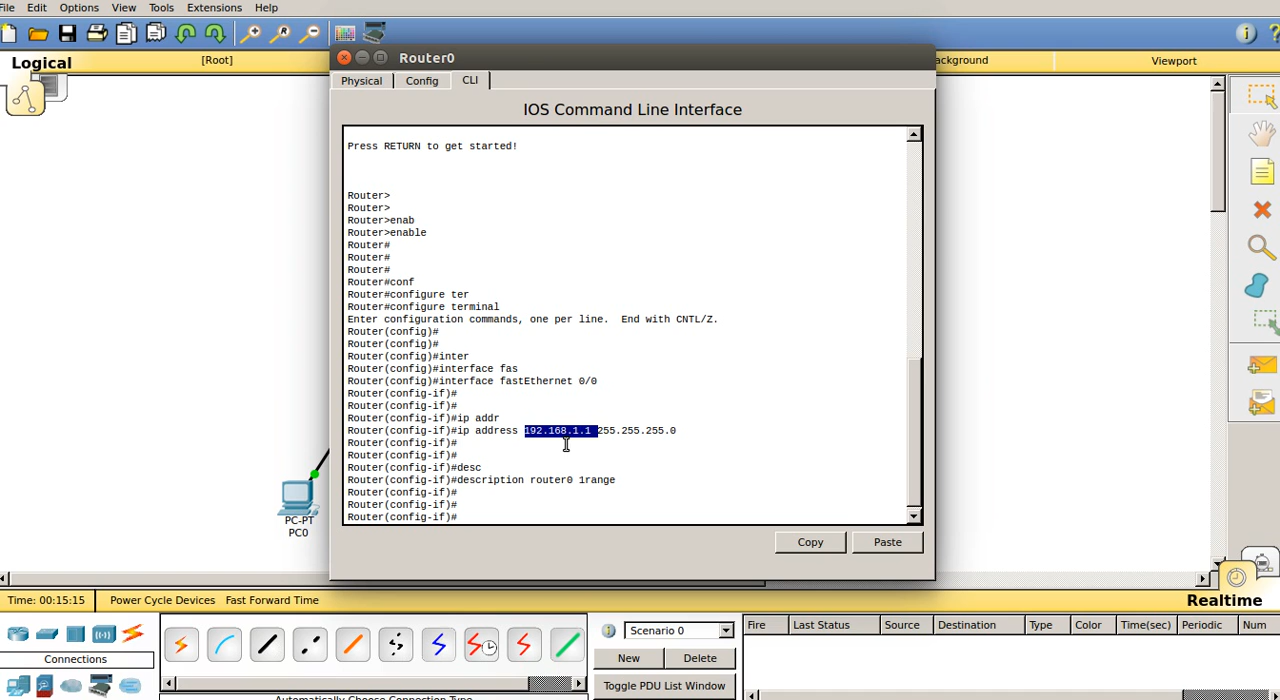 File Edit Options View Tools Extensions Help
Logical
[Root]
ackground
Viewport
Router0
Physical Config CLI
IOS Command Line Interface
Press RETURN to get started!
Router>
Router>
Router>enab
Router>enable
Router#
Router#
Router#
Router#conf
Router#configure ter
Router#configure terminal
Enter configuration commands, one per line. End with CNTL/Z.
Router(config)#
Router(config)#
Router(config)#inter
Router(config)#interface fas
Router(config)#interface fastEthernet 0/0
Router(config-if)#
Router(config-if)#
Router(config-if)#ip addr
Router(config-if)#ip address 192.168.1.1 255.255.255.0
Router(config-if)#
Router(config-if)#
Router(config-if)#desc
Router(config-if)#description router0 1range
Router(config-if)#
Router(config-if)#
Router(config-if)#
Copy Paste
PC-PT
PC0
Time: 00:15:15 Power Cycle Devices Fast Forward Time
Realtime
Connections
Scenario 0
New Delete
Toggle PDU List Window
Fire Last Status Source Destination Type Color Time(sec) Periodic Num
Automatically Choose Connection Type